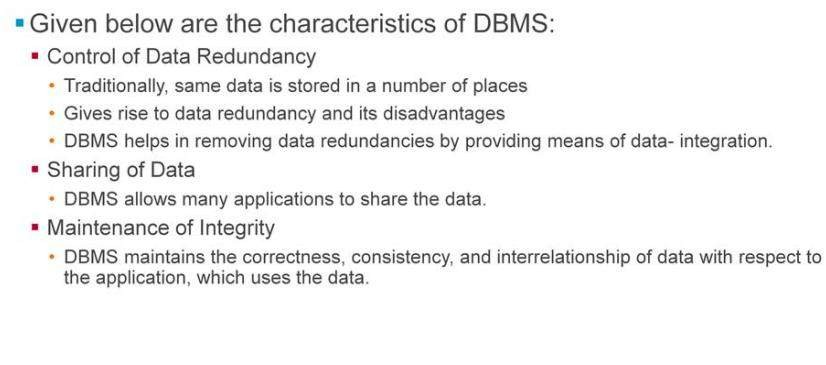 Given below are the characteristics of DBMS:
Control of Data Redundancy
Traditionally, same data is stored in a number of places
Gives rise to data redundancy and its disadvantages
DBMS helps in removing data redundancies by providing means of data- integration.
Sharing of Data
DBMS allows many applications to share the data.
Maintenance of Integrity
DBMS maintains the correctness, consistency, and interrelationship of data with respect to
the application, which uses the data.